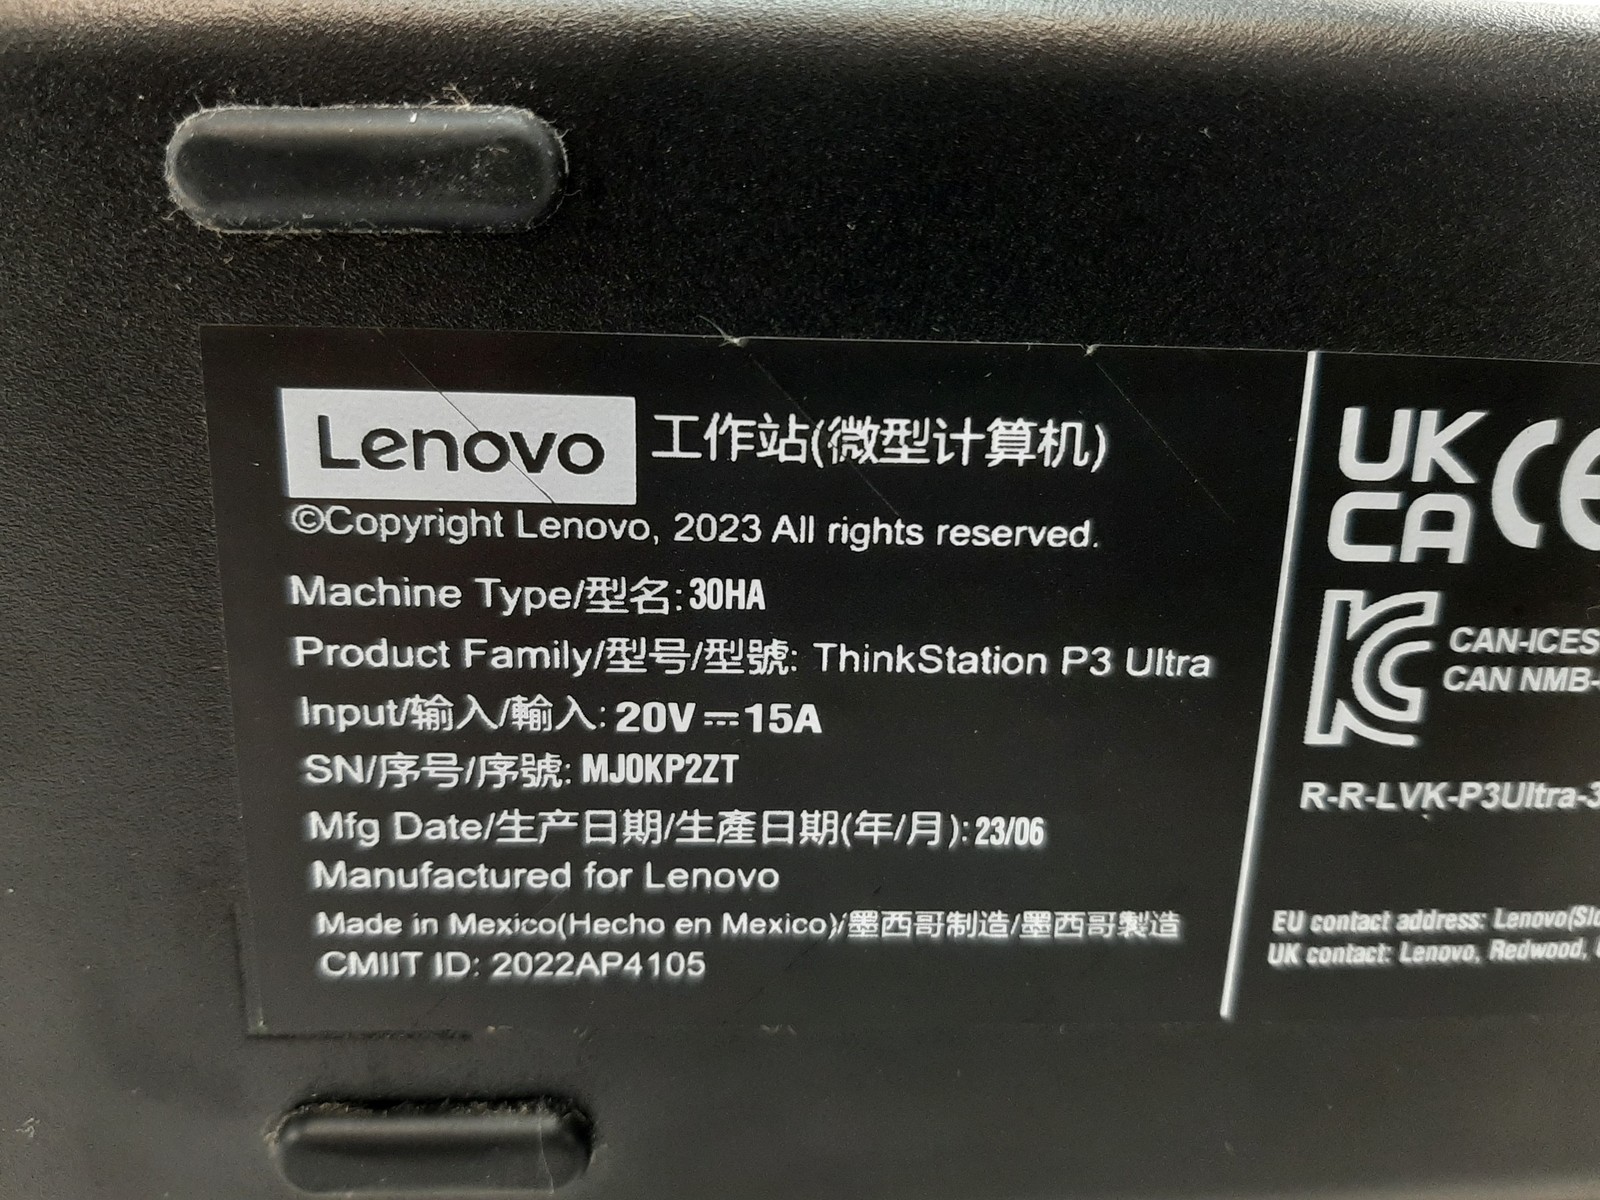 Lenovo 工作站(微型计算机)
©Copyright Lenovo, 2023 All rights reserved.
Machine Type/型名: 30HA
Product Family/型号/型號: ThinkStation P3 Ultra
Input/输入/輸入: 20V⎓15A
SN/序号/序號: MJ0KP2ZT
Mfg Date/生产日期/生產日期(年/月): 23/06
Manufactured for Lenovo
Made in Mexico(Hecho en Mexico)/墨西哥制造/墨西哥製造
CMIIT ID: 2022AP4105
UK
CA
CE
CAN-ICES
CAN NMB-
R-R-LVK-P3Ultra-3
EU contact address: Lenovo(Slo
UK contact: Lenovo, Redwood,